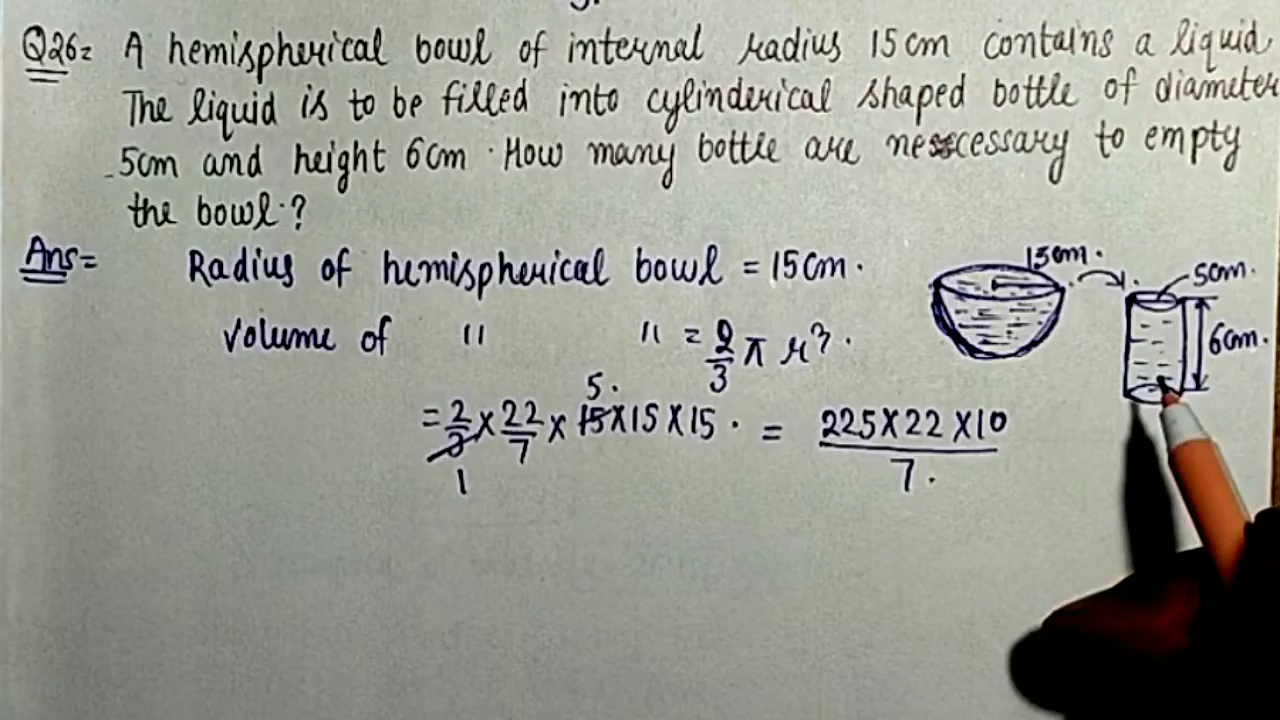 Q26= A hemispherical bowl of internal radius 15cm contains a liquid.
The liquid is to be filled into cylinderical shaped bottle of diameter
5cm and height 6cm. How many bottle are nesscessary to empty
the bowl.?
Ans= Radius of hemispherical bowl = 15cm.
15cm.
5cm.
6cm.
Volume of " " = 2/3 π r³.
= 2/3 × 22/7 × 15×15×15. = 225×22×10/7.
5.
1